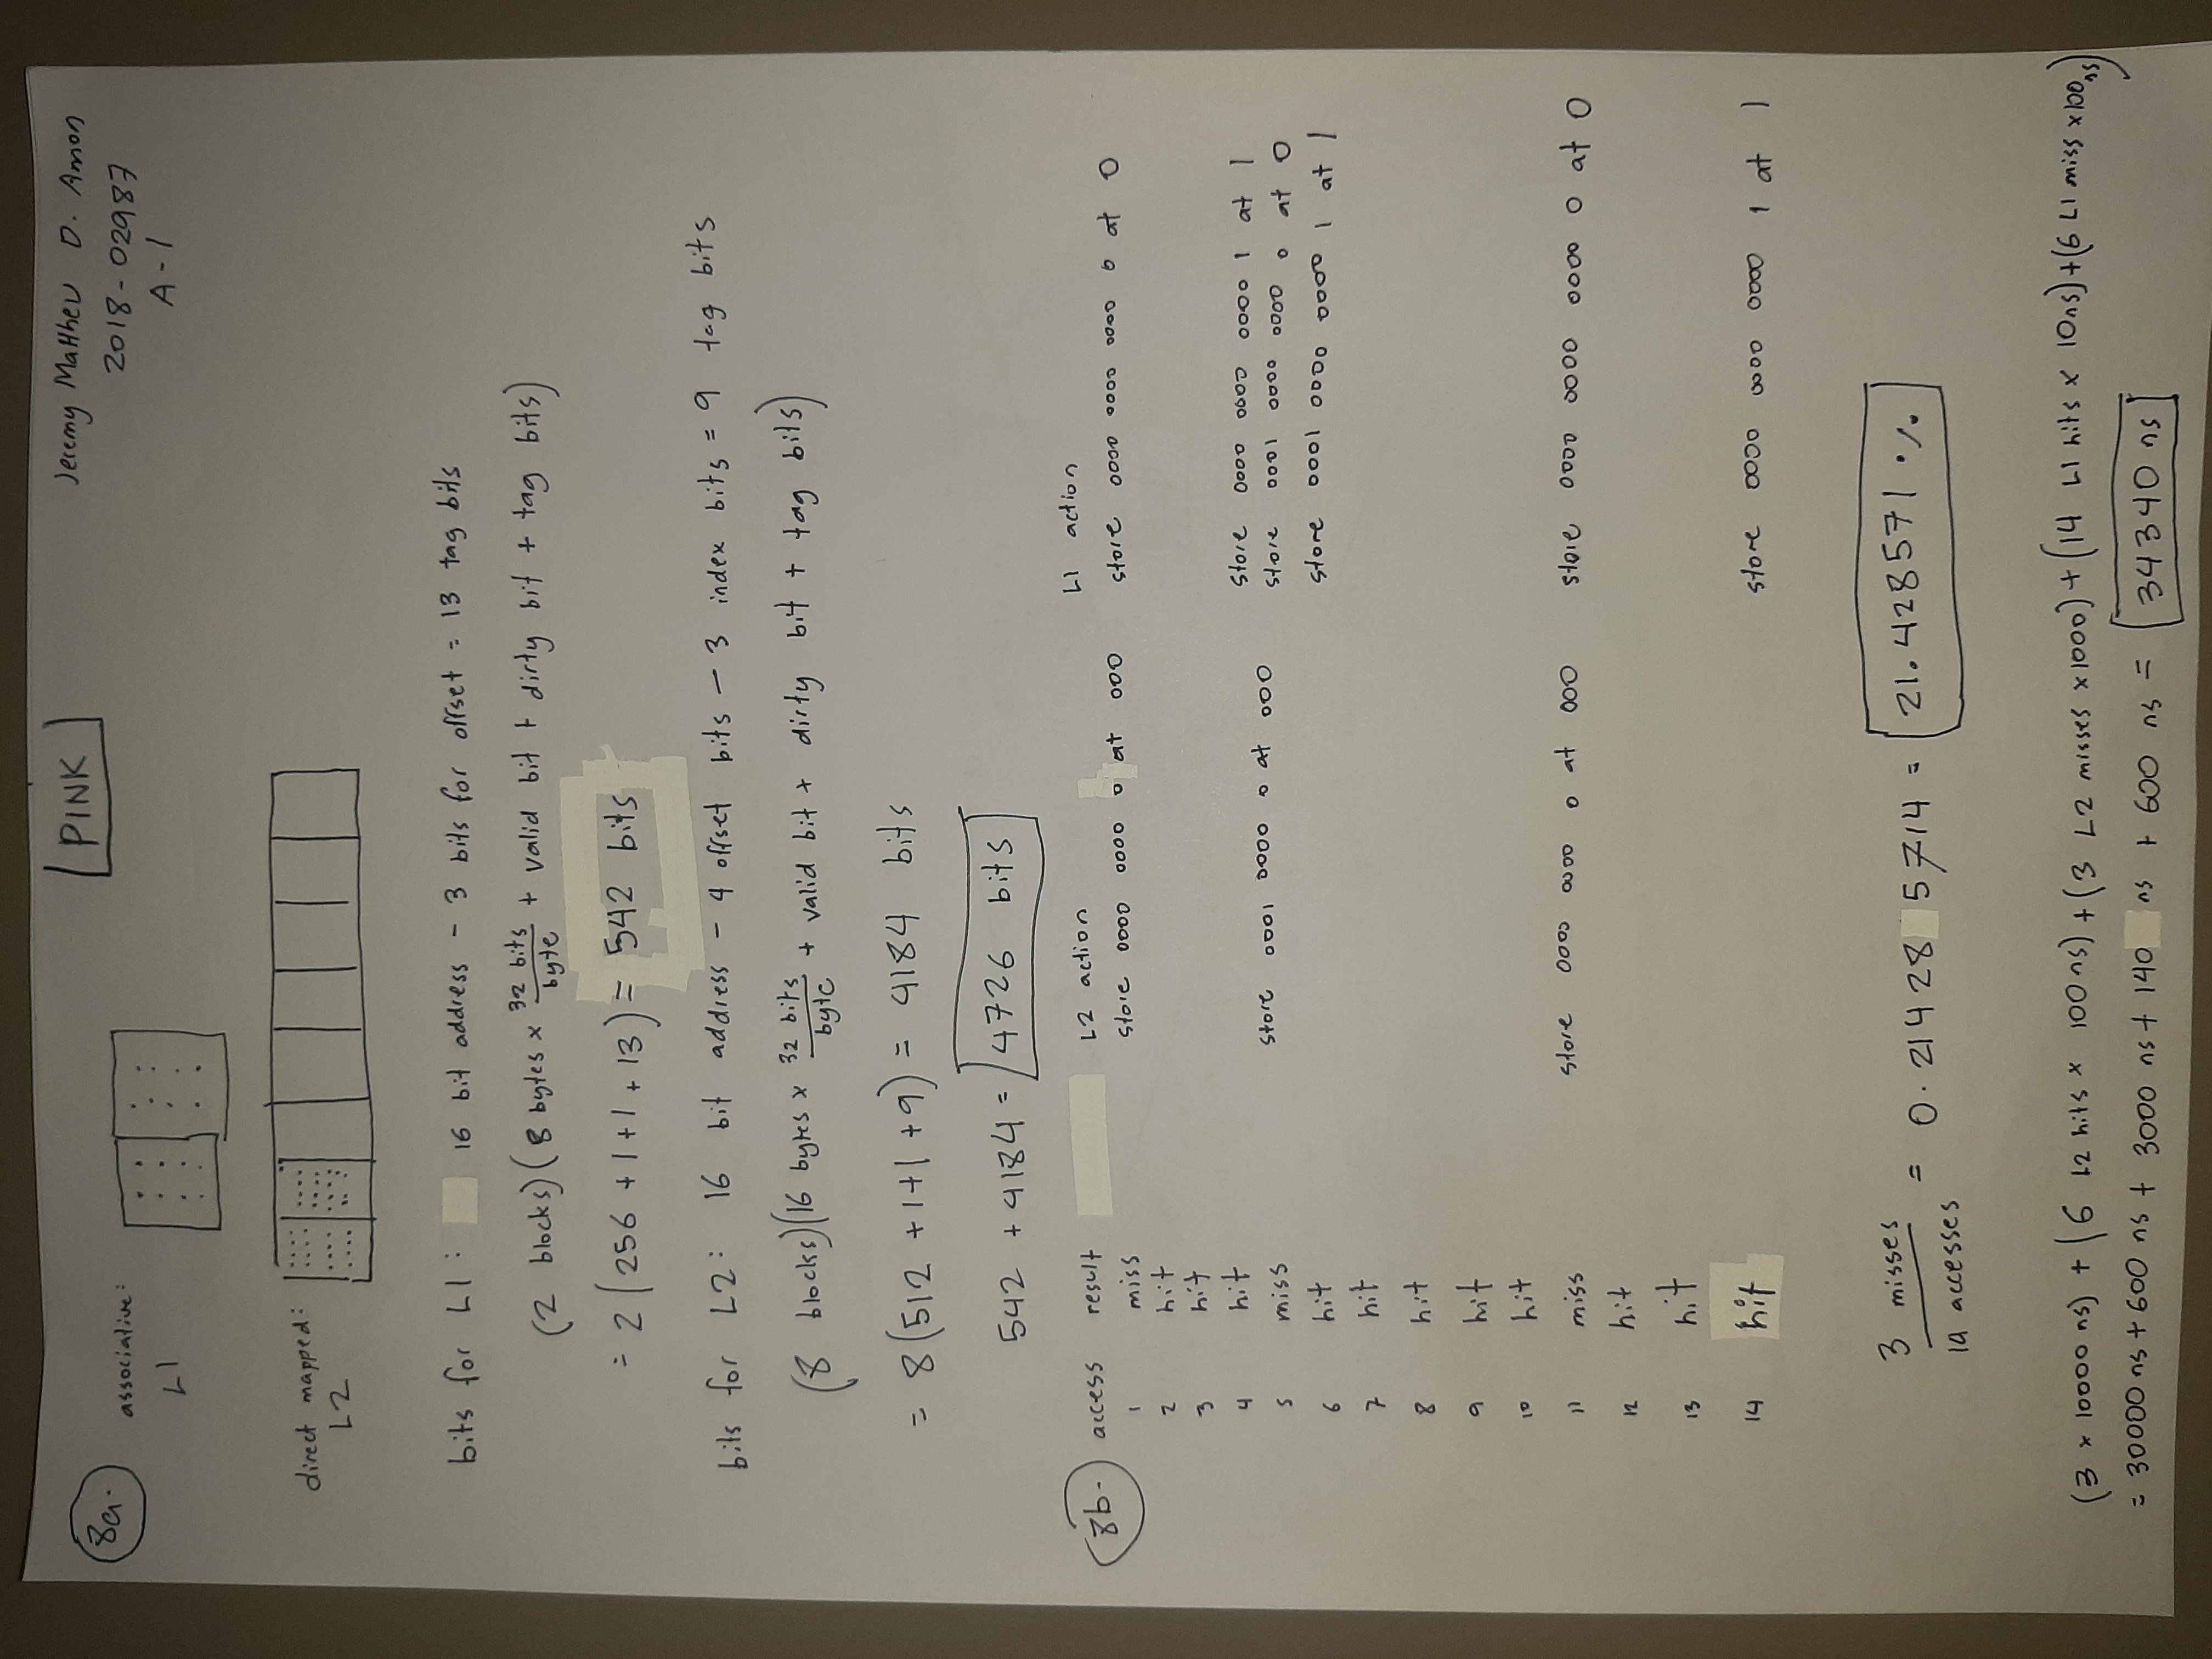 8a.
[PINK]
Jeremy Matthew D. Amon
2018-02987
A-1
associative:
L1
direct mapped:
L2
bits for L1: 16 bit address - 3 bits for offset = 13 tag bits
(2 blocks)(8 bytes x 32 bits/byte + valid bit + dirty bit + tag bits)
= 2(256 + 1 + 1 + 13) = 542 bits
bits for L2: 16 bit address - 4 offset bits - 3 index bits = 9 tag bits
(8 blocks)(16 bytes x 32 bits/byte + valid bit + dirty bit + tag bits)
= 8(512 + 1 + 1 + 9) = 4184 bits
542 + 4184 = 4726 bits
8b. access result L2 action L1 action
1 miss store 0000 0000 0 at 000 store 0000 0000 0000 0 at 0
2 hit
3 hit
4 hit store 0000 0000 0000 1 at 1
5 miss store 0001 0000 0 at 000 store 0001 0000 0000 0 at 0
6 hit store 0001 0000 0000 1 at 1
7 hit
8 hit
9 hit
10 hit
11 miss store 0000 0000 0 at 000 store 0000 0000 0000 0 at 0
12 hit
13 hit
14 hit store 0000 0000 0000 1 at 1
3 misses / 14 accesses = 0.21428 5714 = 21.428571 %
(3 x 10000 ns) + (6 L2 hits x 100 ns) + (3 L2 misses x 1000) + (14 L1 hits x 10ns) + (6 L1 miss x 100 ns)
= 30000 ns + 600 ns + 3000 ns + 140 ns + 600 ns = 34340 ns